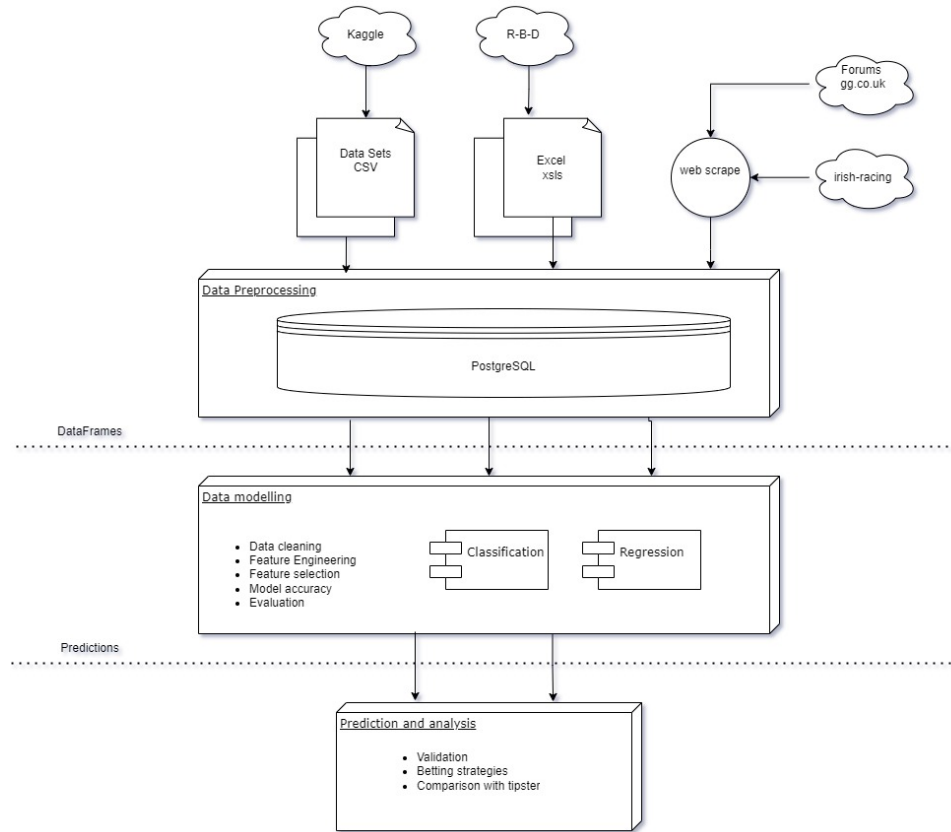 Kaggle
R-B-D
Forums
gg.co.uk
Data Sets
CSV
Excel
xsls
web scrape
irish-racing
Data Preprocessing
PostgreSQL
DataFrames
Data modelling
Data cleaning
Feature Engineering
Feature selection
Model accuracy
Evaluation
Classification
Regression
Predictions
Prediction and analysis
Validation
Betting strategies
Comparison with tipster